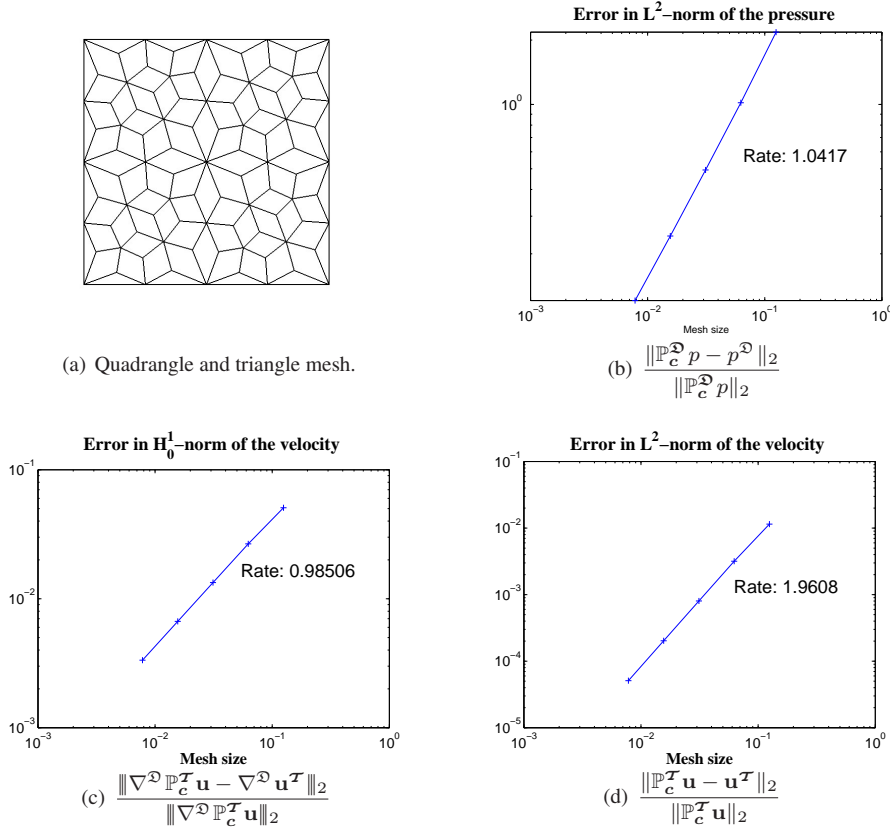 Error in L²−norm of the pressure
10⁰
Rate: 1.0417
10⁻³ 10⁻² 10⁻¹ 10⁰
Mesh size
(a) Quadrangle and triangle mesh.
(b) ‖ℙ_𝒄^𝕯 p − p^𝔇‖₂ / ‖ℙ_𝒄^𝕯 p‖₂
Error in H¹₀−norm of the velocity
10⁻¹
10⁻²
10⁻³
Rate: 0.98506
10⁻³ 10⁻² 10⁻¹ 10⁰
Mesh size
(c) |||∇^𝔇 ℙ_𝒄^𝓣 𝐮 − ∇^𝔇 𝐮^𝓣|||₂ / |||∇^𝔇 ℙ_𝒄^𝓣 𝐮|||₂
Error in L²−norm of the velocity
10⁻¹
10⁻²
10⁻³
10⁻⁴
10⁻⁵
Rate: 1.9608
10⁻³ 10⁻² 10⁻¹ 10⁰
Mesh size
(d) ‖ℙ_𝒄^𝓣 𝐮 − 𝐮^𝓣‖₂ / ‖ℙ_𝒄^𝓣 𝐮‖₂